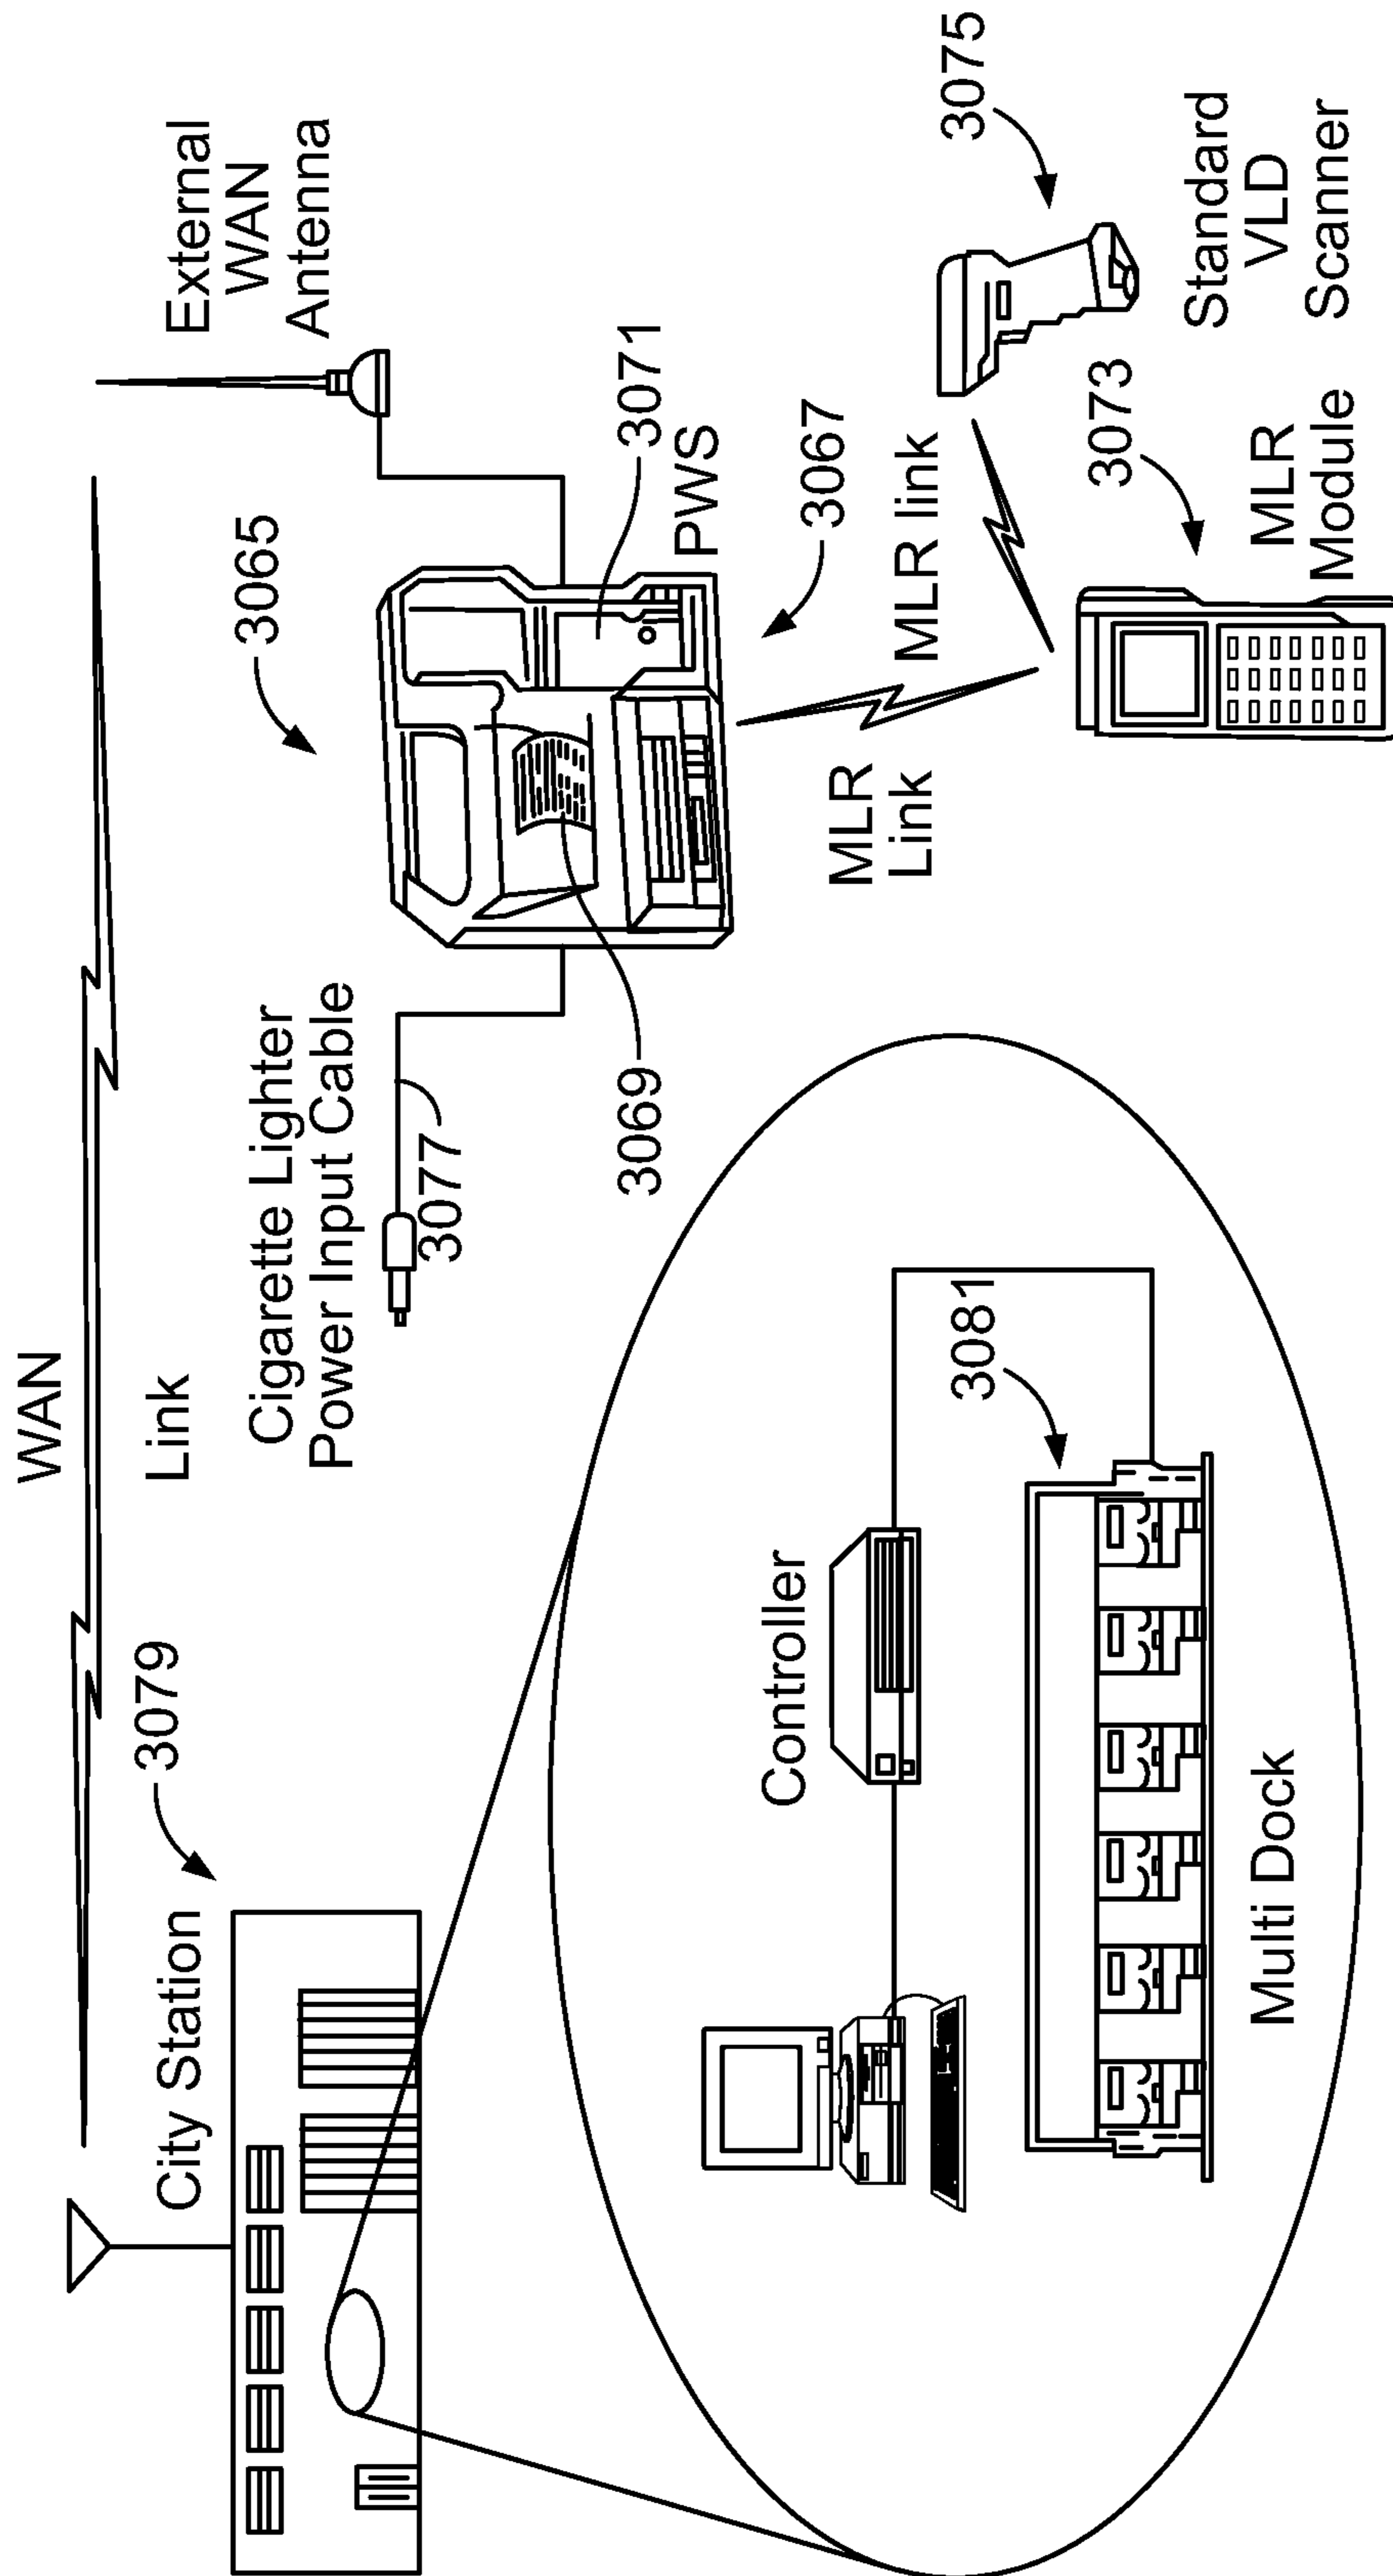 WAN
Link
External
WAN
Antenna
City Station
3079
Cigarette Lighter
Power Input Cable
3077
3065
3069
3071
PWS
3067
MLR
Link
MLR link
3075
Standard
VLD
Scanner
3073
MLR
Module
Controller
3081
Multi Dock